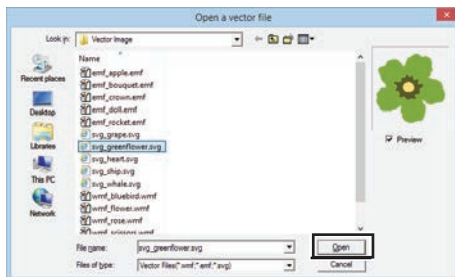 Open a vector file
Look in:
Vector Image
Name
Recent places
Desktop
Libraries
This PC
Network
emf_apple.emf
emf_bouquet.emf
emf_crown.emf
emf_doll.emf
emf_rocket.emf
svg_grape.svg
svg_greenflower.svg
svg_heart.svg
svg_ship.svg
svg_whale.svg
wmf_bluebird.wmf
wmf_flower.wmf
wmf_rose.wmf
wmf_scissors.wmf
Preview
File name:
svg_greenflower.svg
Open
Files of type:
Vector Files(*.wmf;*.emf;*.svg)
Cancel